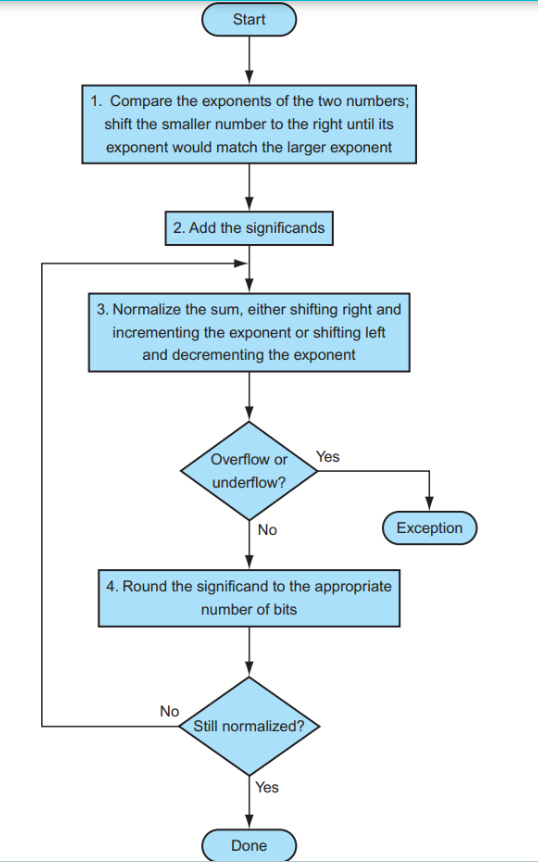 Start
1. Compare the exponents of the two numbers;
shift the smaller number to the right until its
exponent would match the larger exponent
2. Add the significands
3. Normalize the sum, either shifting right and
incrementing the exponent or shifting left
and decrementing the exponent
Overflow or
underflow?
Yes
No
Exception
4. Round the significand to the appropriate
number of bits
No
Still normalized?
Yes
Done